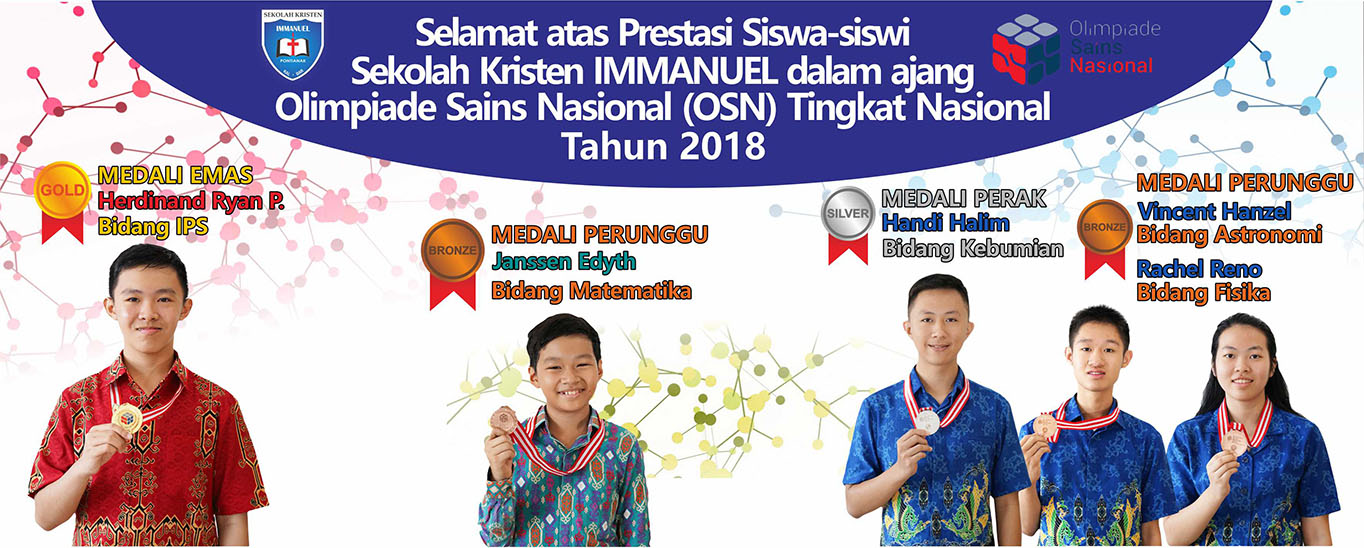 SEKOLAH KRISTEN
IMMANUEL
PONTIANAK
Selamat atas Prestasi Siswa-siswi
Sekolah Kristen IMMANUEL dalam ajang
Olimpiade Sains Nasional (OSN) Tingkat Nasional
Tahun 2018
Olimpiade
Sains
Nasional
GOLD
MEDALI EMAS
Herdinand Ryan P.
Bidang IPS
BRONZE
MEDALI PERUNGGU
Janssen Edyth
Bidang Matematika
SILVER
MEDALI PERAK
Handi Halim
Bidang Kebumian
BRONZE
MEDALI PERUNGGU
Vincent Hanzel
Bidang Astronomi
Rachel Reno
Bidang Fisika